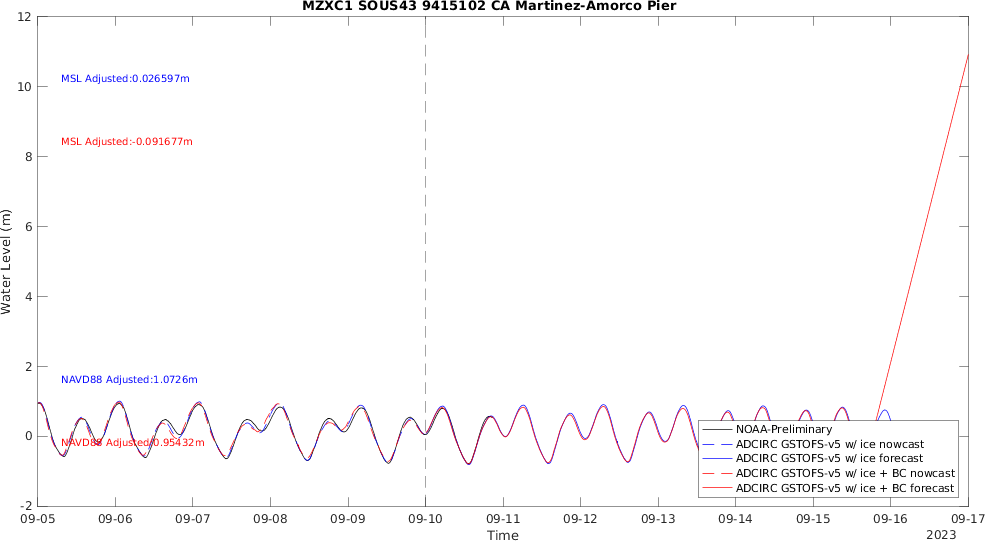 MZXC1 SOUS43 9415102 CA Martinez-Amorco Pier
12
10
8
6
4
2
0
-2
Water Level (m)
MSL Adjusted:0.026597m
MSL Adjusted:-0.091677m
NAVD88 Adjusted:1.0726m
NAVD88 Adjusted:0.95432m
NOAA-Preliminary
ADCIRC GSTOFS-v5 w/ ice nowcast
ADCIRC GSTOFS-v5 w/ ice forecast
ADCIRC GSTOFS-v5 w/ ice + BC nowcast
ADCIRC GSTOFS-v5 w/ ice + BC forecast
09-05 09-06 09-07 09-08 09-09 09-10 09-11 09-12 09-13 09-14 09-15 09-16 09-17
Time
2023